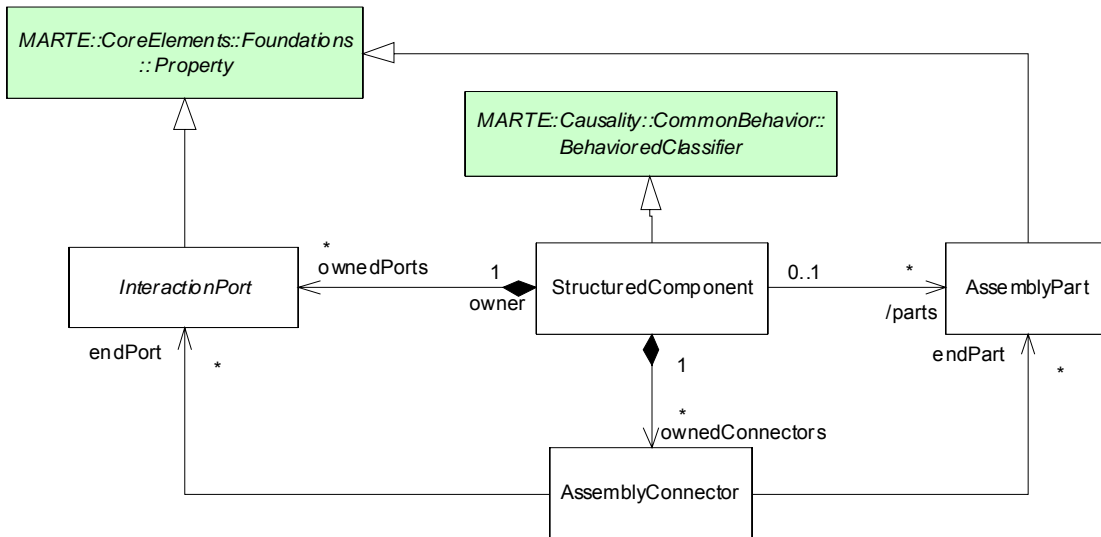 MARTE::CoreElements::Foundations
::Property
MARTE::Causality::CommonBehavior::
BehavioredClassifier
*
ownedPorts
1
owner
InteractionPort
StructuredComponent
0..1
*
/parts
AssemblyPart
endPort
*
1
endPart
*
*
ownedConnectors
AssemblyConnector